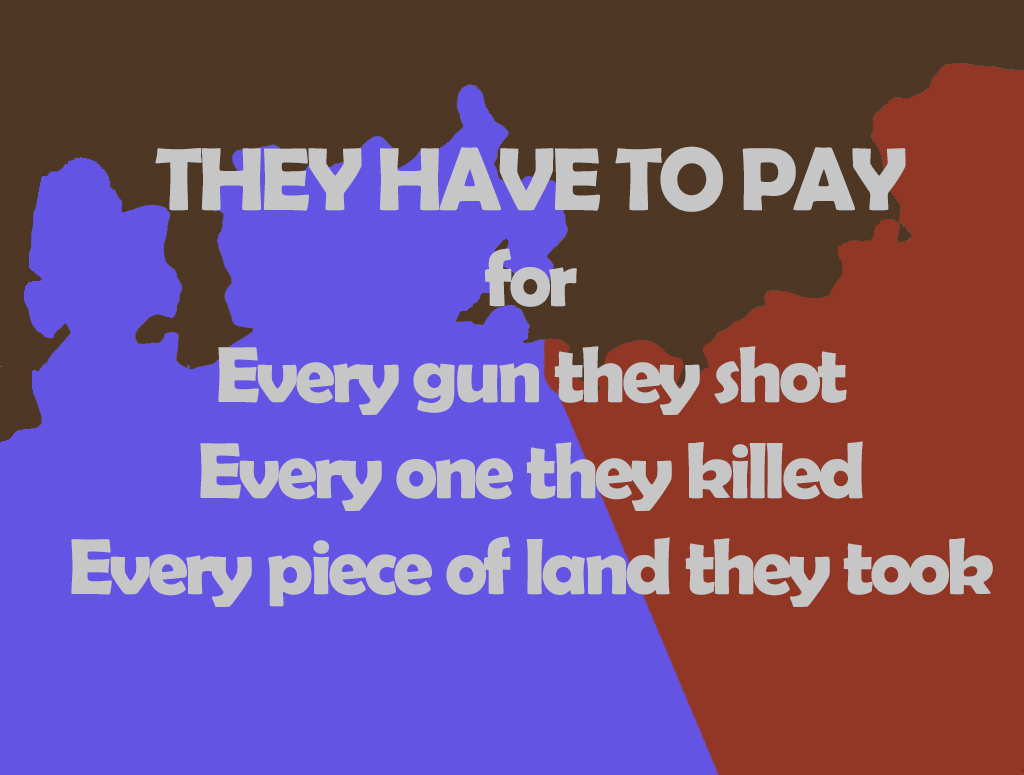 THEY HAVE TO PAY
for
Every gun they shot
Every one they killed
Every piece of land they took